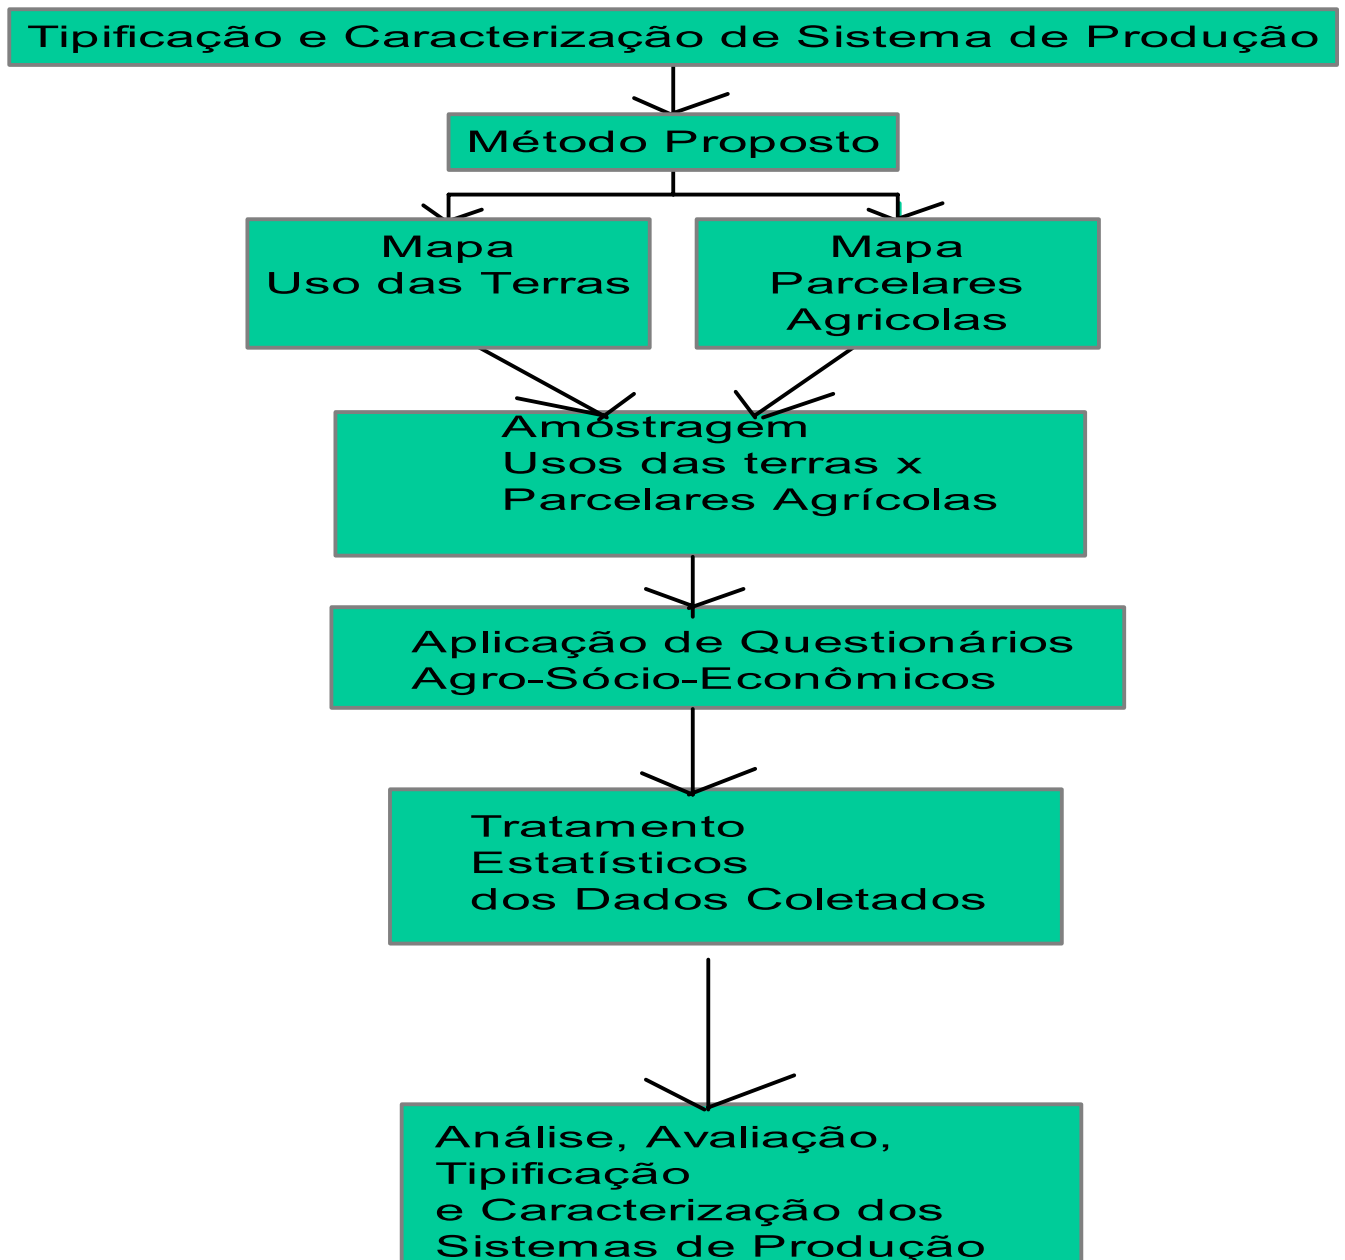 Tipificação e Caracterização de Sistema de Produção
Método Proposto
Mapa
Uso das Terras
Mapa
Parcelares
Agricolas
Amostragem
Usos das terras x
Parcelares Agrícolas
Aplicação de Questionários
Agro-Sócio-Econômicos
Tratamento
Estatísticos
dos Dados Coletados
Análise, Avaliação,
Tipificação
e Caracterização dos
Sistemas de Produção